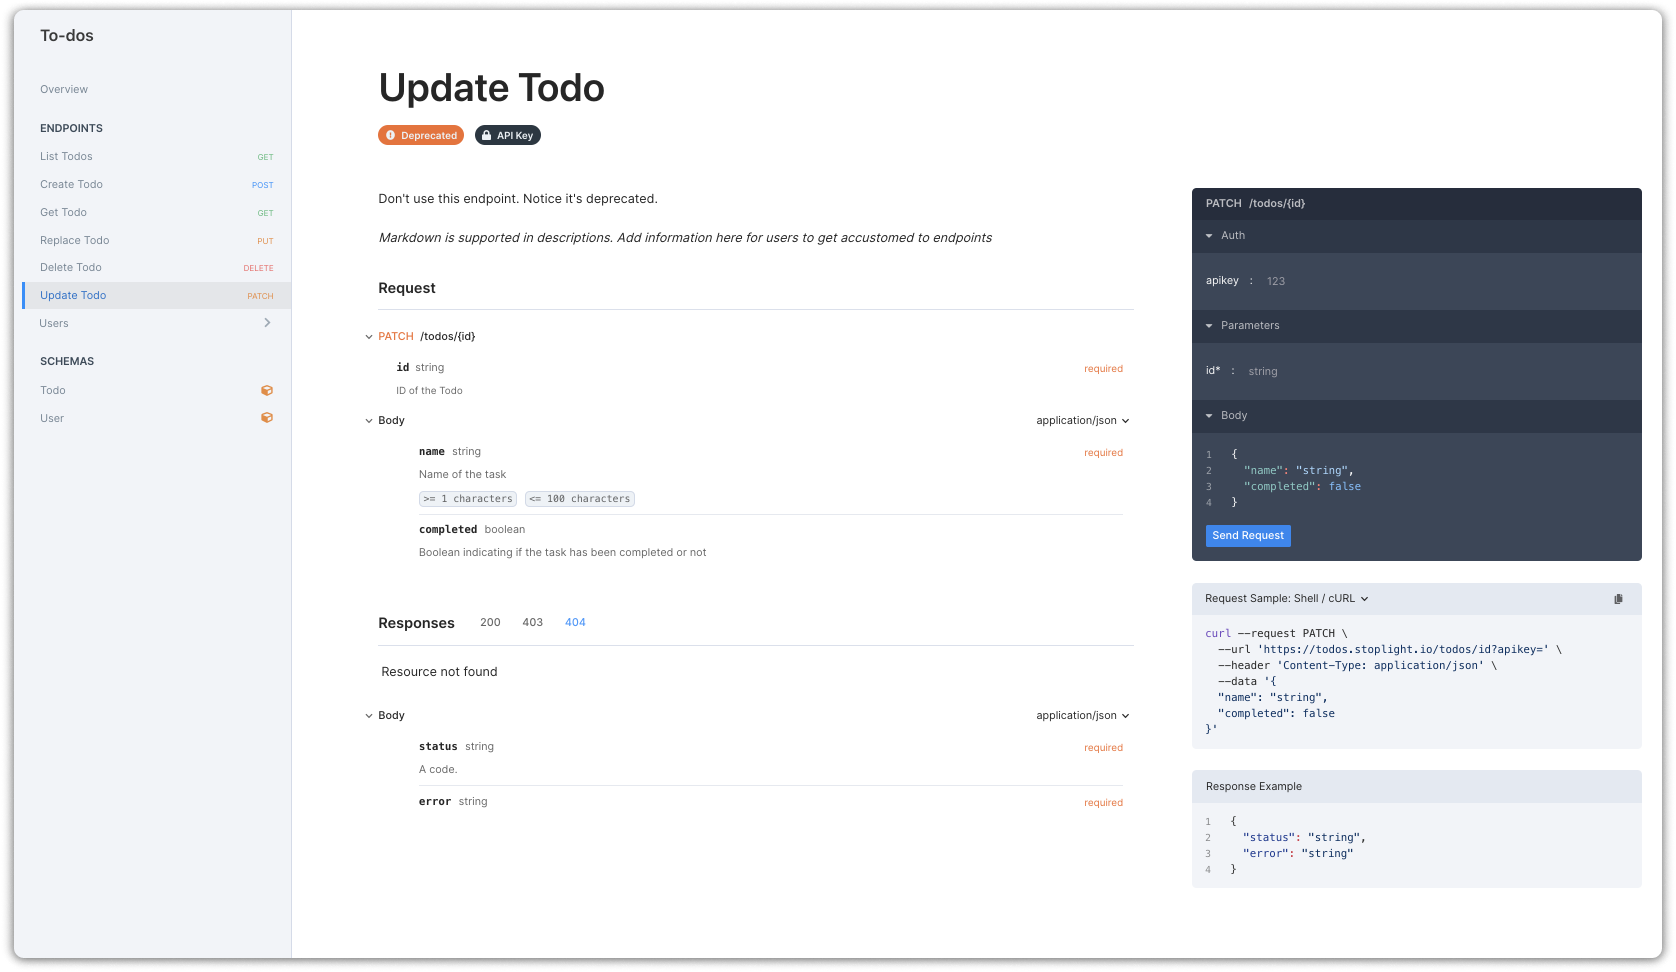 To-dos
Overview
ENDPOINTS
List Todos GET
Create Todo POST
Get Todo GET
Replace Todo PUT
Delete Todo DELETE
Update Todo PATCH
Users
SCHEMAS
Todo
User
Update Todo
Deprecated API Key
Don't use this endpoint. Notice it's deprecated.
Markdown is supported in descriptions. Add information here for users to get accustomed to endpoints
Request
PATCH /todos/{id}
id string required
ID of the Todo
Body application/json
name string required
Name of the task
>= 1 characters <= 100 characters
completed boolean
Boolean indicating if the task has been completed or not
Responses 200 403 404
Resource not found
Body application/json
status string required
A code.
error string required
PATCH /todos/{id}
Auth
apikey : 123
Parameters
id* : string
Body
1 {
2 "name": "string",
3 "completed": false
4 }
Send Request
Request Sample: Shell / cURL
curl --request PATCH \
--url 'https://todos.stoplight.io/todos/id?apikey=' \
--header 'Content-Type: application/json' \
--data '{
"name": "string",
"completed": false
}'
Response Example
1 {
2 "status": "string",
3 "error": "string"
4 }